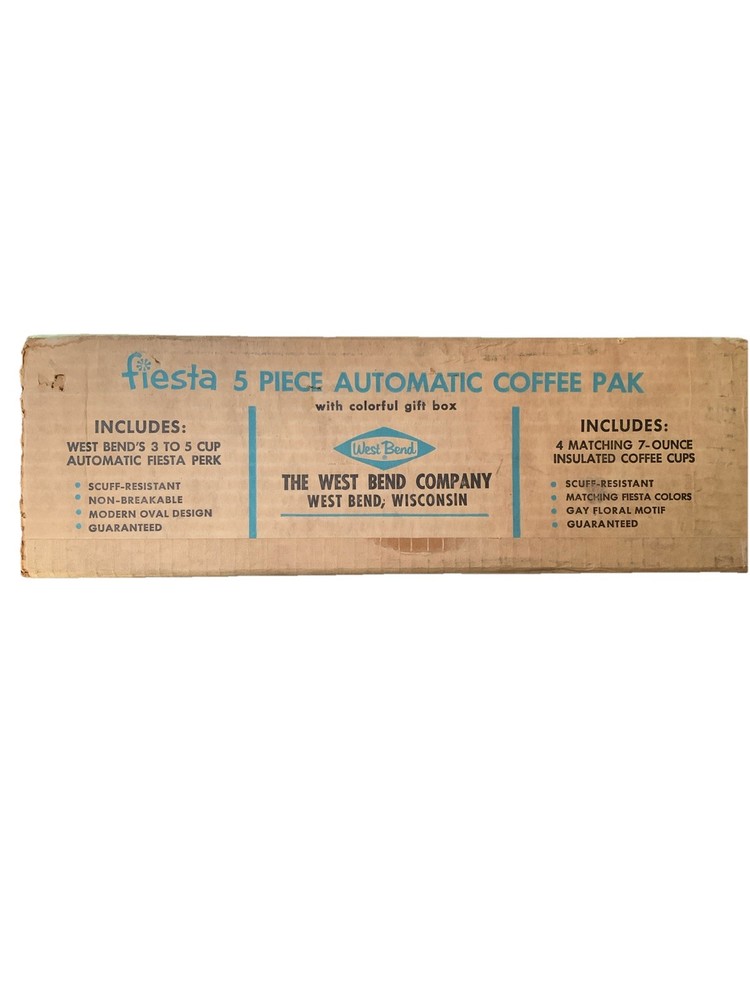 fiesta 5 PIECE AUTOMATIC COFFEE PAK
with colorful gift box
INCLUDES:
WEST BEND'S 3 TO 5 CUP
AUTOMATIC FIESTA PERK
• SCUFF-RESISTANT
• NON-BREAKABLE
• MODERN OVAL DESIGN
• GUARANTEED
West Bend
®
THE WEST BEND COMPANY
WEST BEND, WISCONSIN
INCLUDES:
4 MATCHING 7-OUNCE
INSULATED COFFEE CUPS
• SCUFF-RESISTANT
• MATCHING FIESTA COLORS
• GAY FLORAL MOTIF
• GUARANTEED